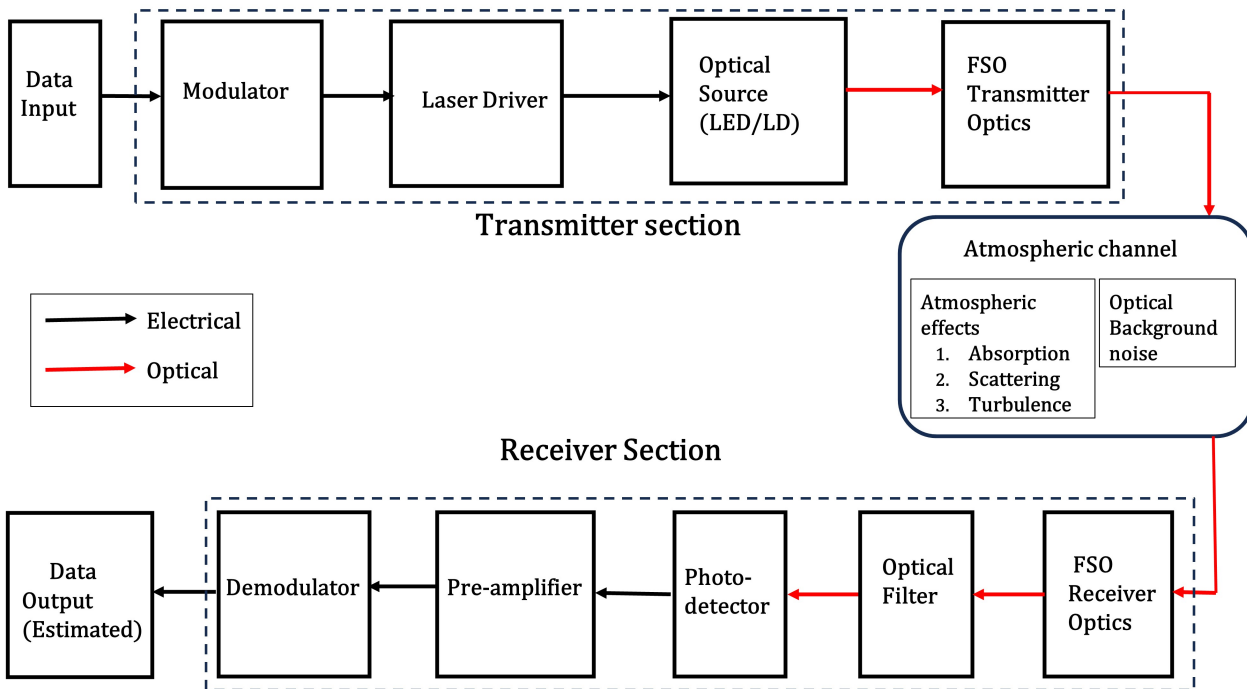 Data
Input
Modulator
Laser Driver
Optical
Source
(LED/LD)
FSO
Transmitter
Optics
Transmitter section
Atmospheric channel
Atmospheric
effects
1. Absorption
2. Scattering
3. Turbulence
Optical
Background
noise
Electrical
Optical
Receiver Section
Data
Output
(Estimated)
Demodulator
Pre-amplifier
Photo-
detector
Optical
Filter
FSO
Receiver
Optics